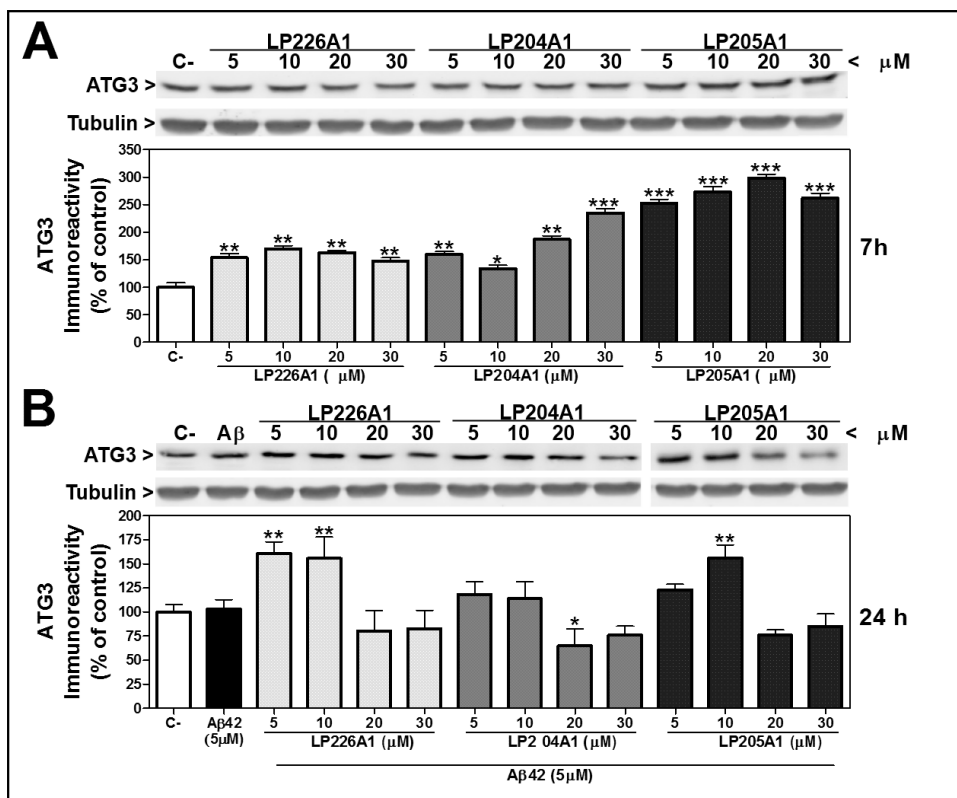 A
LP226A1 LP204A1 LP205A1
C- 5 10 20 30 5 10 20 30 5 10 20 30 < μM
ATG3 >
Tubulin >
ATG3
Immunoreactivity
(% of control)
350
300
250
200
150
100
50
0
** ** ** ** ** * ** *** *** *** *** ***
7h
C- 5 10 20 30 5 10 20 30 5 10 20 30
LP226A1 ( μM) LP204A1 (μM) LP205A1 ( μM)
B
LP226A1 LP204A1 LP205A1
C- Aβ 5 10 20 30 5 10 20 30 5 10 20 30 < μM
ATG3 >
Tubulin >
ATG3
Immunoreactivity
(% of control)
200
175
150
125
100
75
50
25
0
** ** * **
24 h
C- Aβ42 5 10 20 30 5 10 20 30 5 10 20 30
(5μM) LP226A1 (μM) LP2 04A1 (μM) LP205A1 (μM)
Aβ42 (5μM)